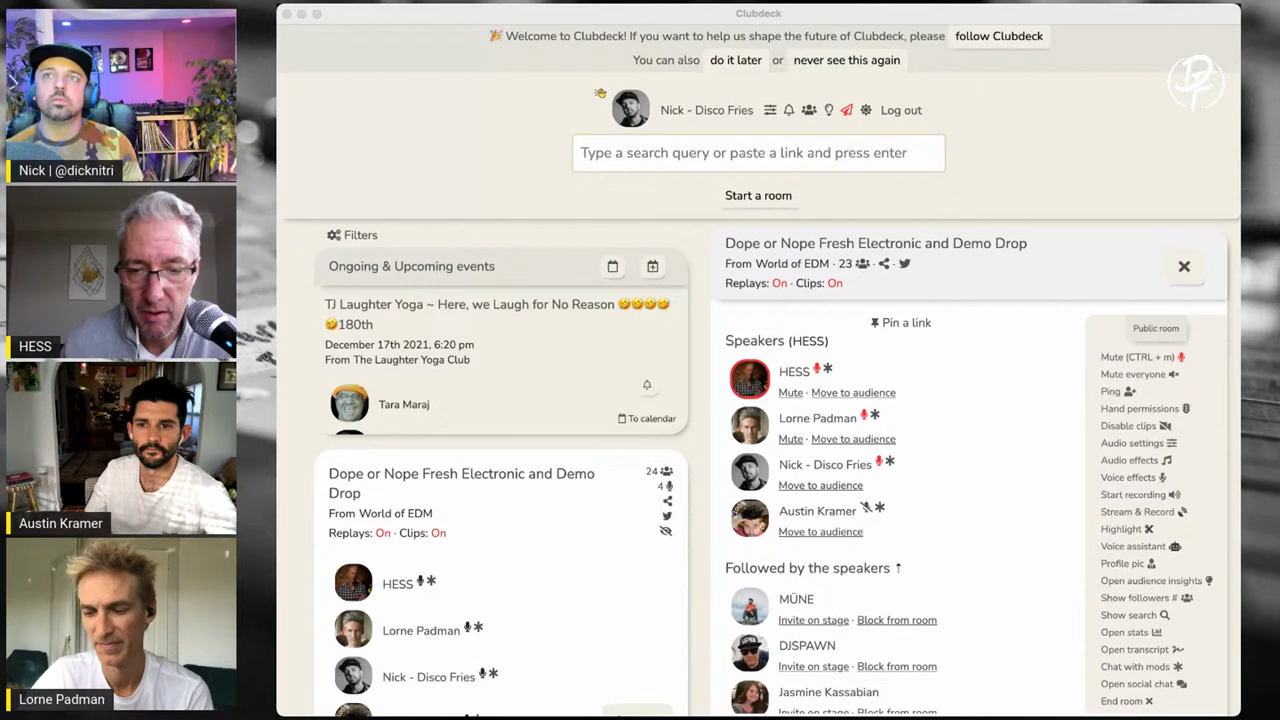 Nick | @dicknitri
HESS
Austin Kramer
Lorne Padman
Clubdeck
🎉 Welcome to Clubdeck! If you want to help us shape the future of Clubdeck, please follow Clubdeck
You can also do it later or never see this again
Nick - Disco Fries Log out
Type a search query or paste a link and press enter
Start a room
Filters
Ongoing & Upcoming events
TJ Laughter Yoga ~ Here, we Laugh for No Reason 🤣🤣🤣🤣
🤣180th
December 17th 2021, 6:20 pm
From The Laughter Yoga Club
Tara Maraj
To calendar
Dope or Nope Fresh Electronic and Demo
Drop
24
4
From World of EDM
Replays: On · Clips: On
HESS
Lorne Padman
Nick - Disco Fries
Dope or Nope Fresh Electronic and Demo Drop
From World of EDM · 23 · ·
Replays: On · Clips: On
Pin a link
Speakers (HESS)
HESS
Mute · Move to audience
Lorne Padman
Mute · Move to audience
Nick - Disco Fries
Move to audience
Austin Kramer
Move to audience
Followed by the speakers ↑
MÜNE
Invite on stage · Block from room
DJSPAWN
Invite on stage · Block from room
Jasmine Kassabian
Invite on stage · Block from room
Public room
Mute (CTRL + m)
Mute everyone
Ping
Hand permissions
Disable clips
Audio settings
Audio effects
Voice effects
Start recording
Stream & Record
Highlight
Voice assistant
Profile pic
Open audience insights
Show followers #
Show search
Open stats
Open transcript
Chat with mods
Open social chat
End room